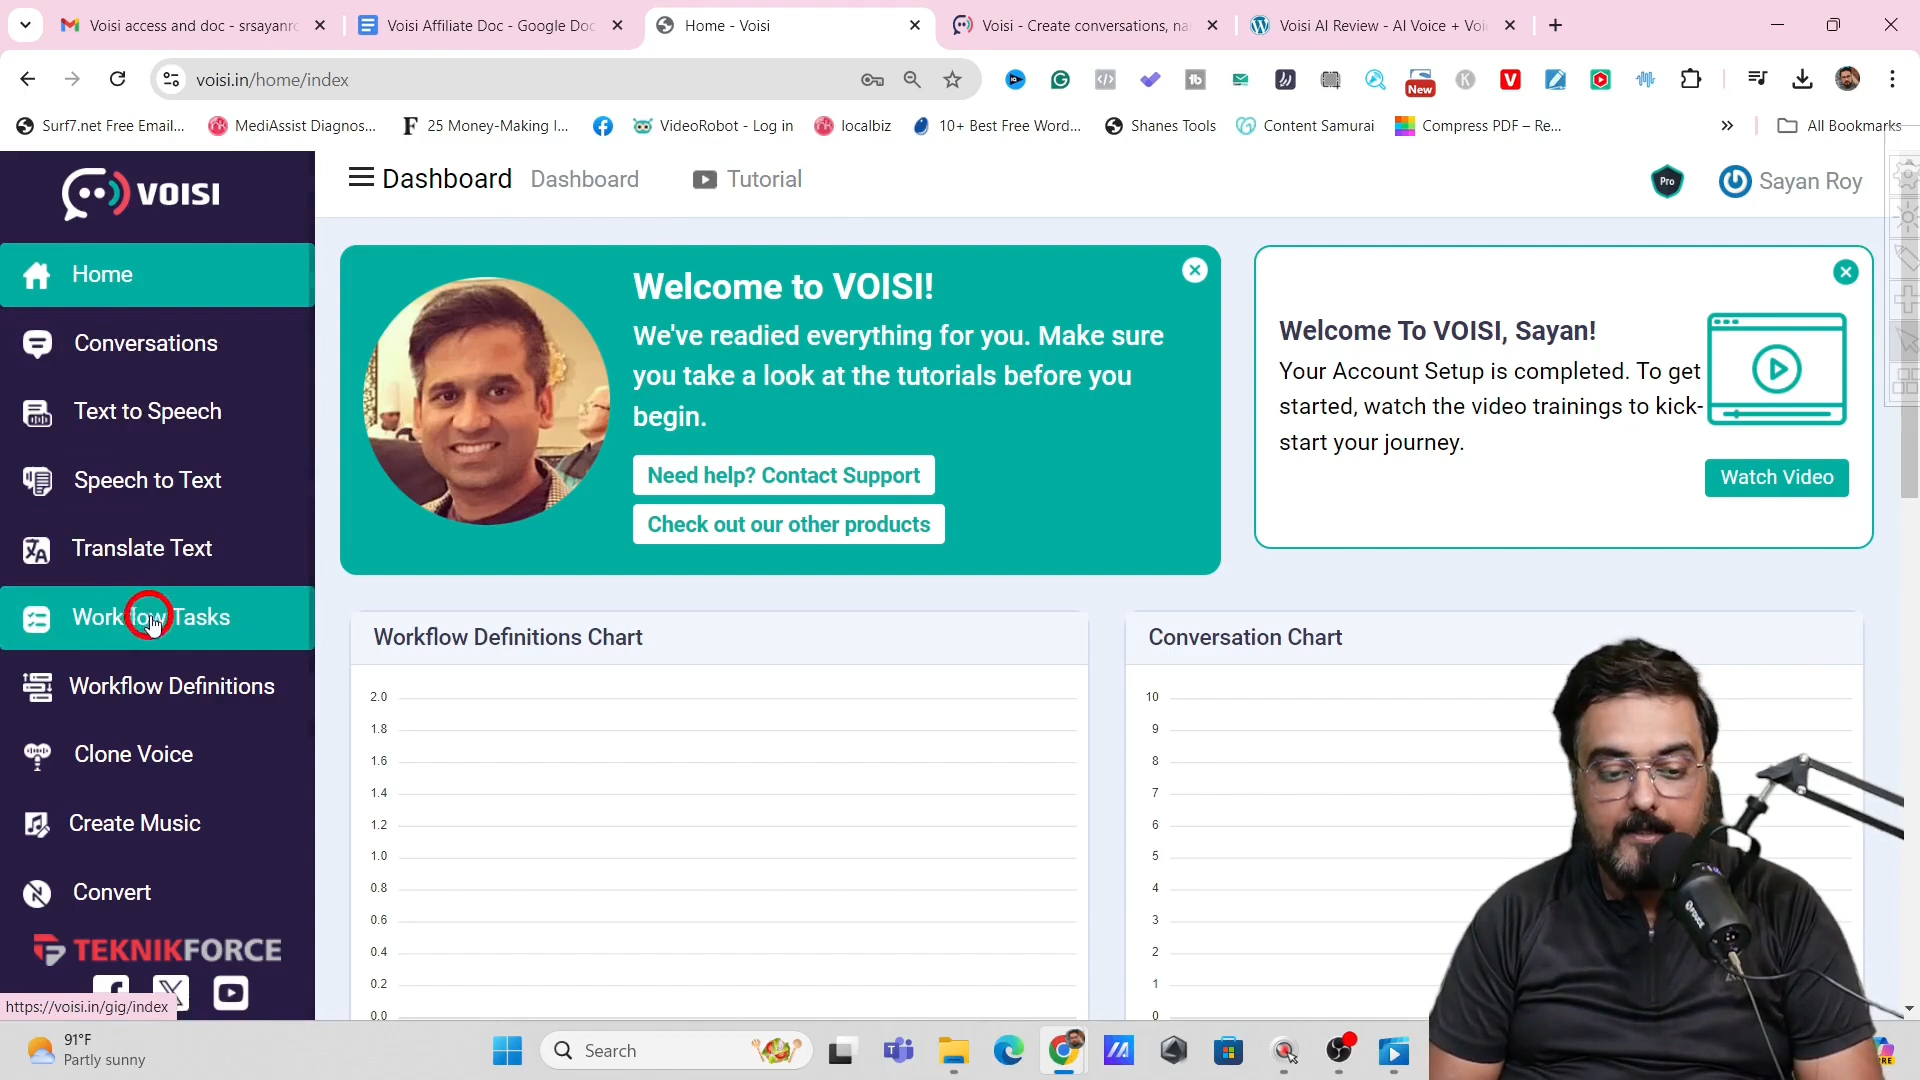 Voisi access and doc - srsayanro
Voisi Affiliate Doc - Google Doc
Home - Voisi
Voisi - Create conversations, na
Voisi AI Review - AI Voice + Voi
voisi.in/home/index
New
Surf7.net Free Email...
MediAssist Diagnos...
25 Money-Making I...
VideoRobot - Log in
localbiz
10+ Best Free Word...
Shanes Tools
Content Samurai
Compress PDF – Re...
All Bookmarks
VOISI
Dashboard
Dashboard
Tutorial
Pro
Sayan Roy
Home
Conversations
Text to Speech
Speech to Text
Translate Text
Workflow Tasks
Workflow Definitions
Clone Voice
Create Music
Convert
TEKNIKFORCE
https://voisi.in/gig/index
Welcome to VOISI!
We've readied everything for you. Make sure
you take a look at the tutorials before you
begin.
Need help? Contact Support
Check out our other products
Welcome To VOISI, Sayan!
Your Account Setup is completed. To get
started, watch the video trainings to kick-
start your journey.
Watch Video
Workflow Definitions Chart
2.0
1.8
1.6
1.4
1.2
1.0
0.8
0.6
0.4
0.2
0.0
Conversation Chart
10
9
8
7
6
5
4
3
2
1
0
91°F
Partly sunny
Search